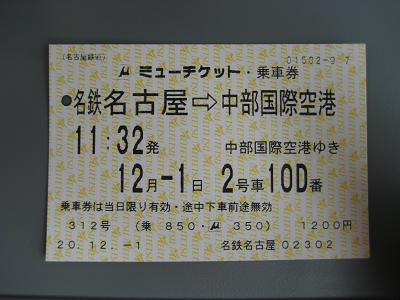 (名古屋鉄道) 01502-9 7
μ ミューチケット・乗車券
名鉄名古屋⇨中部国際空港
11:32発 中部国際空港ゆき
12月-1日 2号車10D番
乗車券は当日限り有効・途中下車前途無効
312号 (乗 850・μ 350) 1200円
20.12.-1 名鉄名古屋 02302